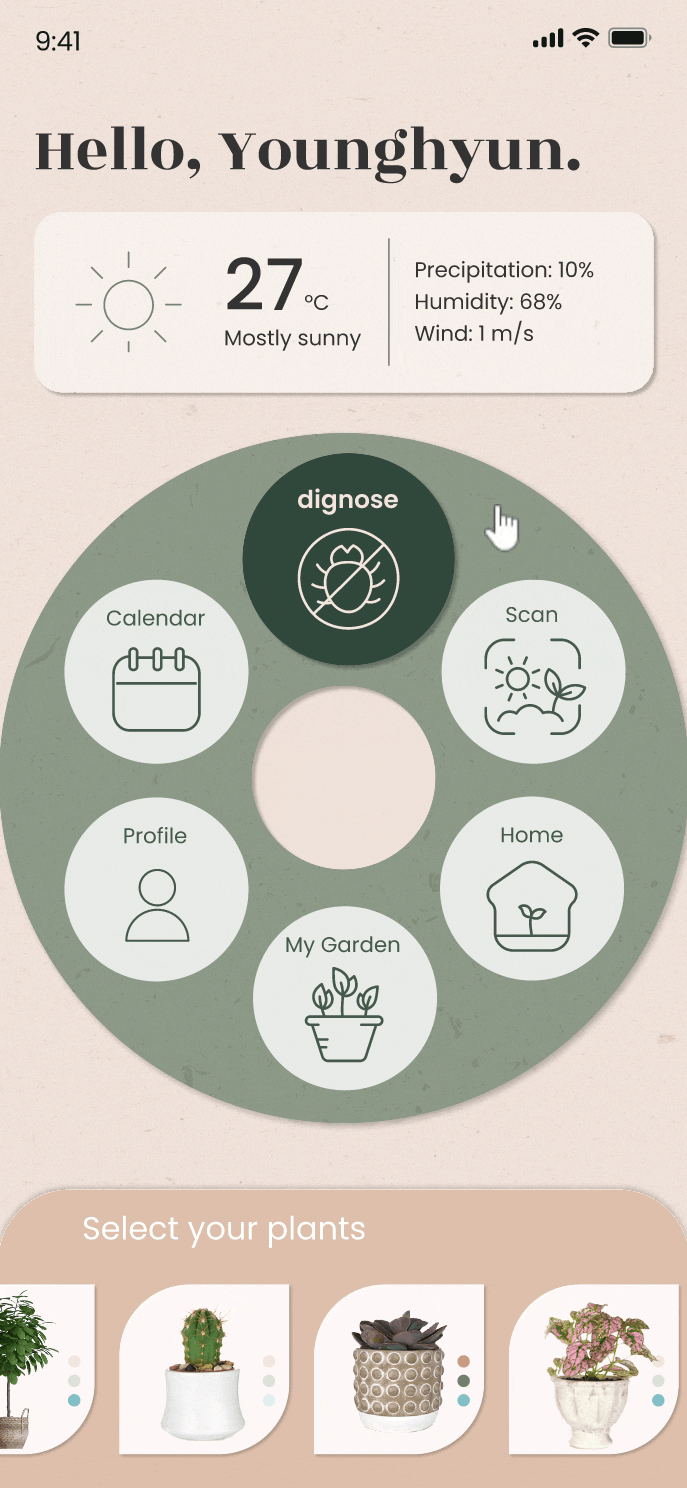 9:41
Hello, Younghyun.
27 °C
Mostly sunny
Precipitation: 10%
Humidity: 68%
Wind: 1 m/s
dignose
Calendar
Scan
Profile
Home
My Garden
Select your plants